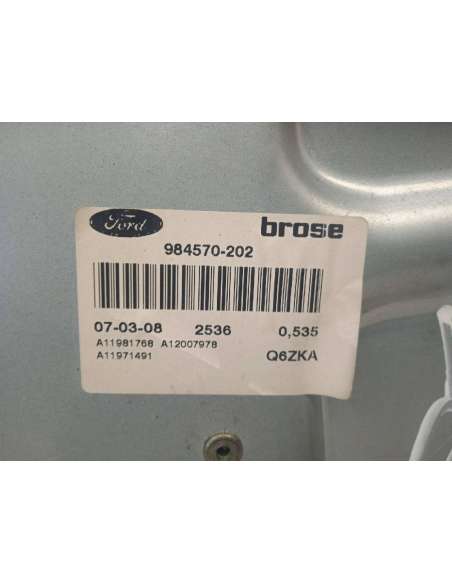 Ford brose
984570-202
07-03-08 2536 0,535
A11981768 A12007978
A11971491 Q6ZKA